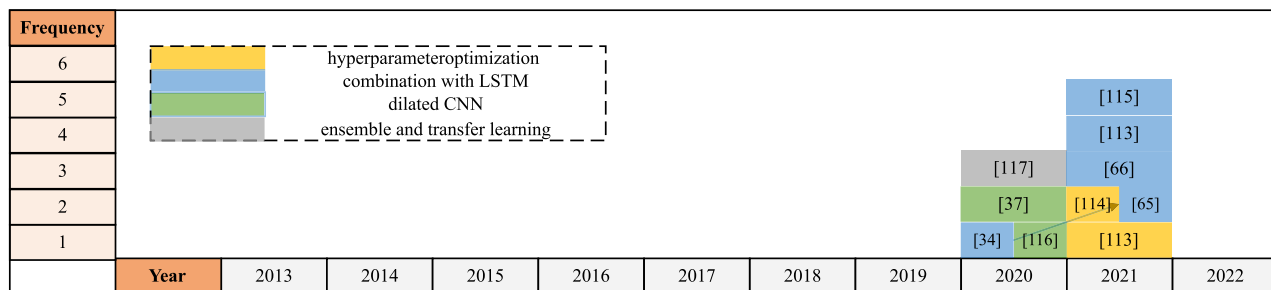 Frequency
6
hyperparameteroptimization
combination with LSTM
5
dilated CNN
[115]
4
ensemble and transfer learning
[113]
3
[117]
[66]
2
[37]
[114]
[65]
1
[34]
[116]
[113]
Year 2013 2014 2015 2016 2017 2018 2019 2020 2021 2022